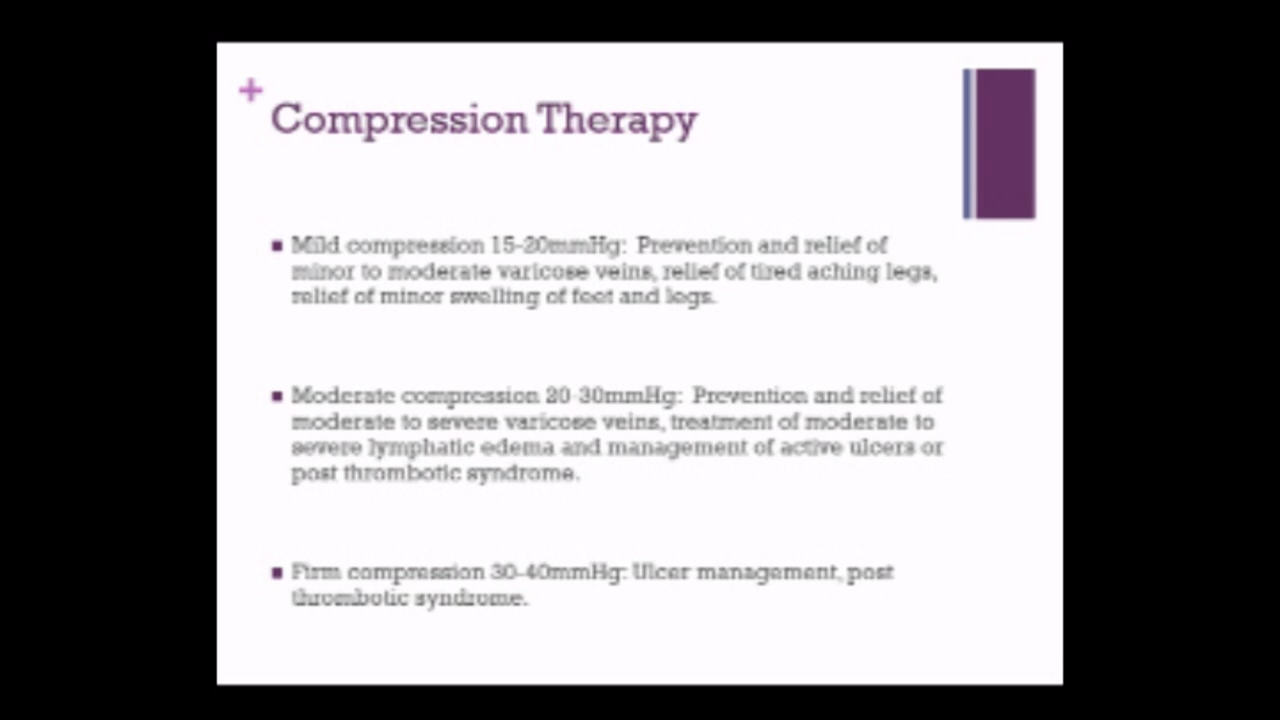 +
Compression Therapy
Mild compression 15-20mmHg: Prevention and relief of
minor to moderate varicose veins, relief of tired aching legs,
relief of minor swelling of feet and legs.
Moderate compression 20-30mmHg: Prevention and relief of
moderate to severe varicose veins, treatment of moderate to
severe lymphatic edema and management of active ulcers or
post thrombotic syndrome.
Firm compression 30-40mmHg: Ulcer management, post
thrombotic syndrome.